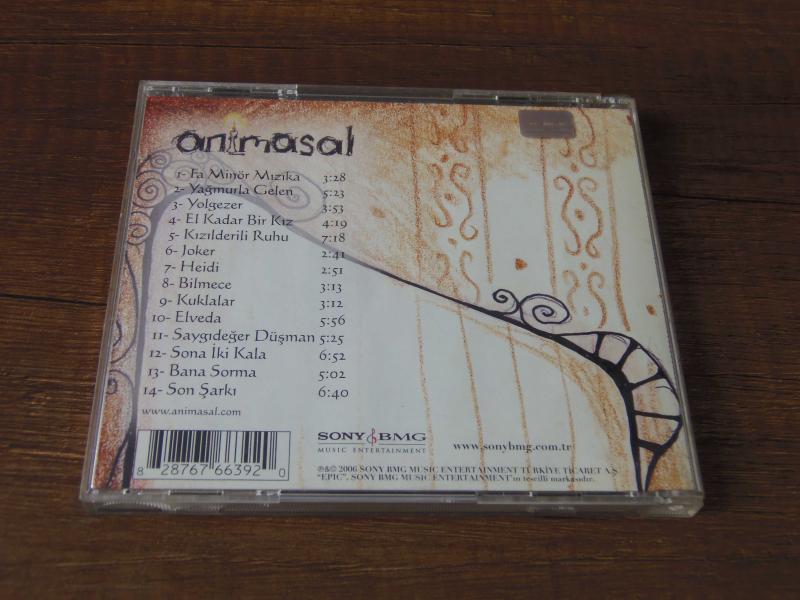 animasal
1- Fa Minör Mızıka 3:28
2- Yağmurla Gelen 5:23
3- Yolgezer 3:53
4- El Kadar Bir Kız 4:19
5- Kızılderili Ruhu 7:18
6- Joker 2:41
7- Heidi 2:51
8- Bilmece 3:13
9- Kuklalar 3:12
10- Elveda 5:56
11- Saygıdeğer Düşman 5:25
12- Sona İki Kala 6:52
13- Bana Sorma 5:02
14- Son Şarkı 6:40
www.animasal.com
8 28767 66392 0
SONY BMG
MUSIC ENTERTAINMENT
www.sonybmg.com.tr
℗&© 2006 SONY BMG MUSIC ENTERTAINMENT TÜRKİYE TİCARET A.Ş
"EPIC", SONY BMG MUSIC ENTERTAINMENT'ın tescilli markasıdır.